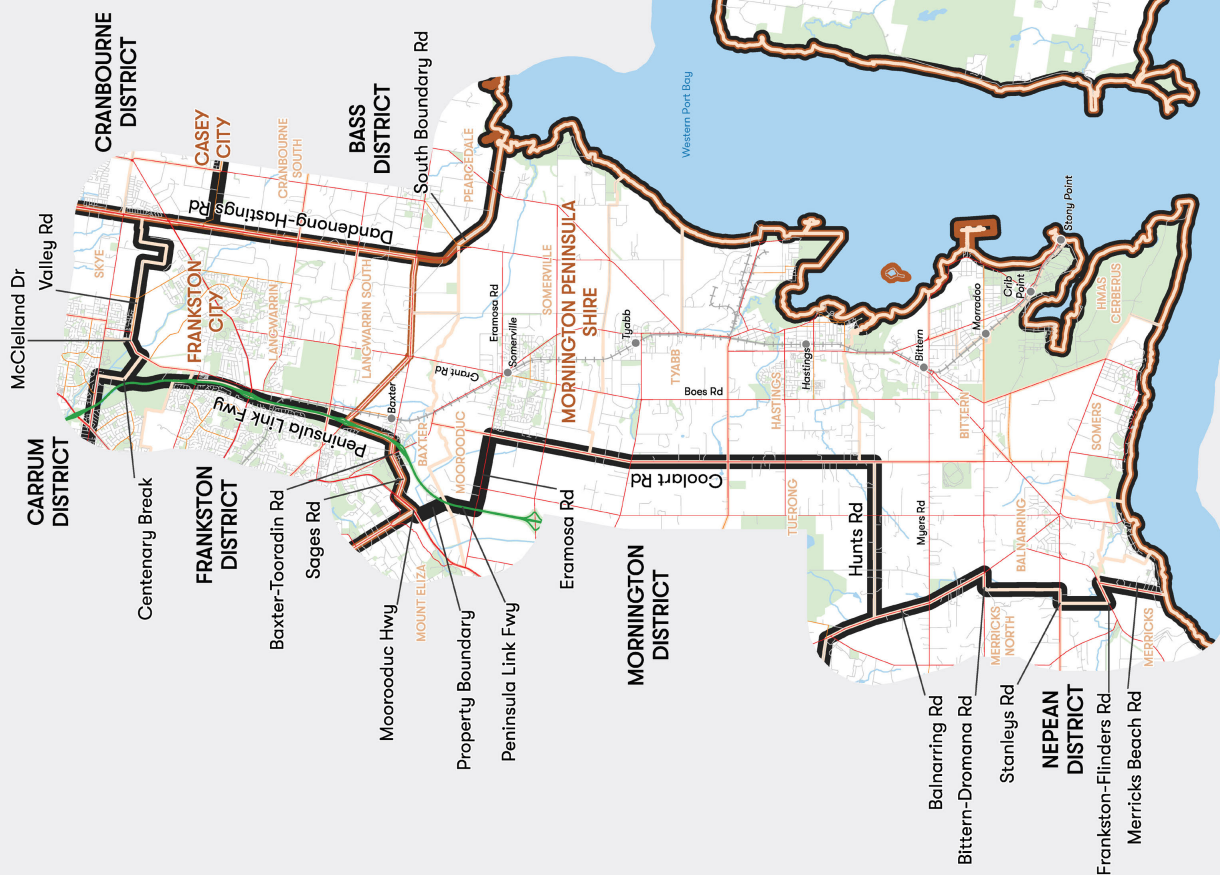 CARRUM
DISTRICT
McClelland Dr
Valley Rd
CRANBOURNE
DISTRICT
SKYE
Centenary Break
CASEY
CITY
FRANKSTON
CITY
Dandenong-Hastings Rd
CRANBOURNE
SOUTH
LANGWARRIN
FRANKSTON
DISTRICT
Peninsula Link Fwy
LANGWARRIN SOUTH
BASS
DISTRICT
South Boundary Rd
Baxter-Tooradin Rd
Sages Rd
Baxter
BAXTER
PEARCEDALE
Moorooduc Hwy
MOUNT ELIZA
MOOROODUC
Grant Rd
Property Boundary
Peninsula Link Fwy
Eramosa Rd
Somerville
SOMERVILLE
Eramosa Rd
MORNINGTON PENINSULA
SHIRE
Tyabb
TYABB
MORNINGTON
DISTRICT
Coolart Rd
Boes Rd
Western Port Bay
TUERONG
HASTINGS
Hastings
Hunts Rd
Myers Rd
Bittern
BITTERN
Morradoo
Crib
Point
Stony Point
HMAS
CERBERUS
BALNARRING
SOMERS
MERRICKS
NORTH
MERRICKS
Balnarring Rd
Bittern-Dromana Rd
Stanleys Rd
NEPEAN
DISTRICT
Frankston-Flinders Rd
Merricks Beach Rd